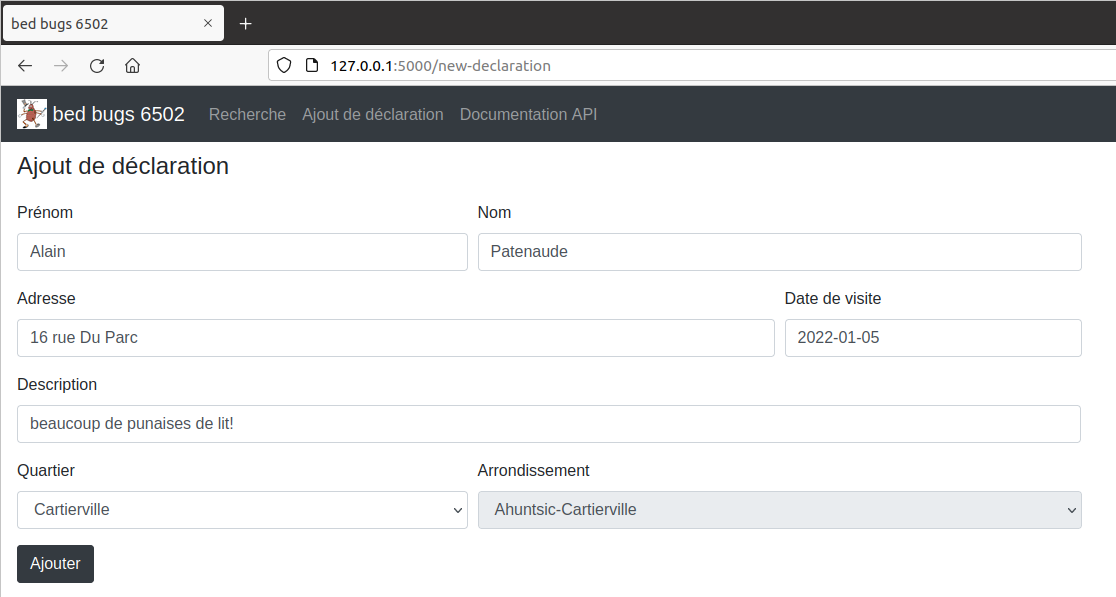 bed bugs 6502
127.0.0.1:5000/new-declaration
bed bugs 6502 Recherche Ajout de déclaration Documentation API
Ajout de déclaration
Prénom Nom
Alain Patenaude
Adresse Date de visite
16 rue Du Parc 2022-01-05
Description
beaucoup de punaises de lit!
Quartier Arrondissement
Cartierville Ahuntsic-Cartierville
Ajouter